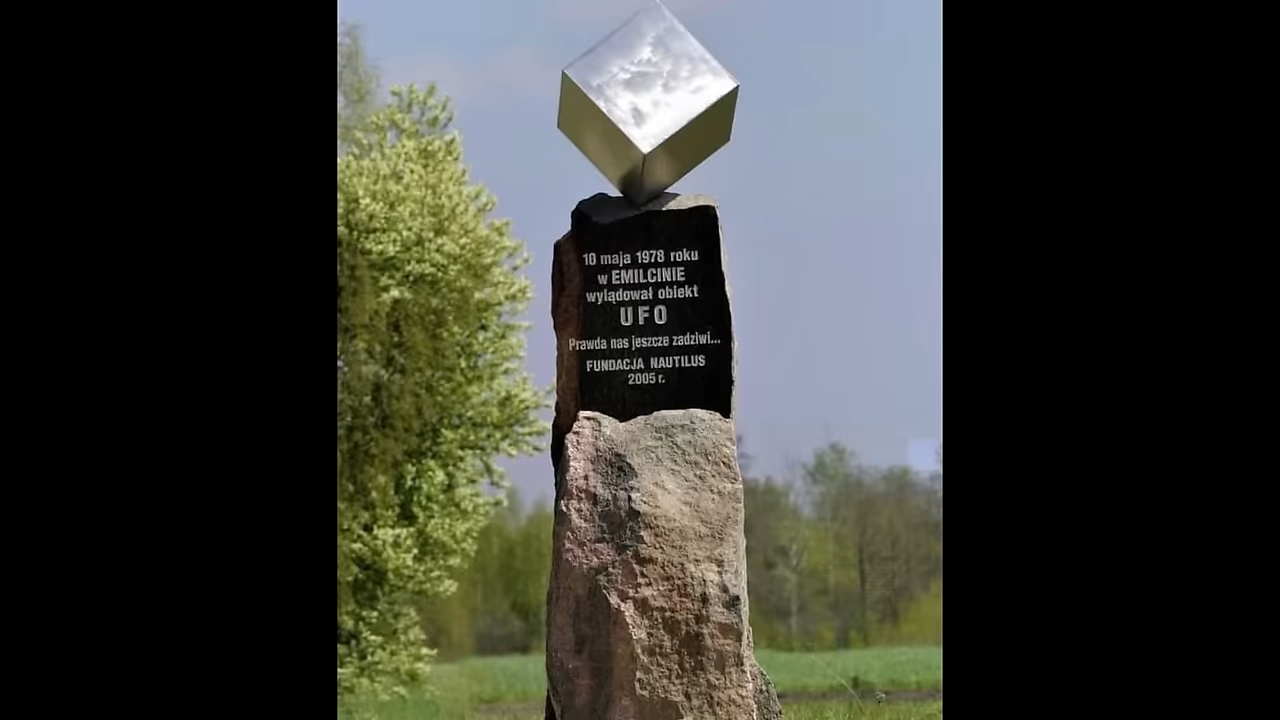 10 maja 1978 roku
w EMILCINIE
wylądował obiekt
UFO
Prawda nas jeszcze zadziwi...
FUNDACJA NAUTILUS
2005 r.